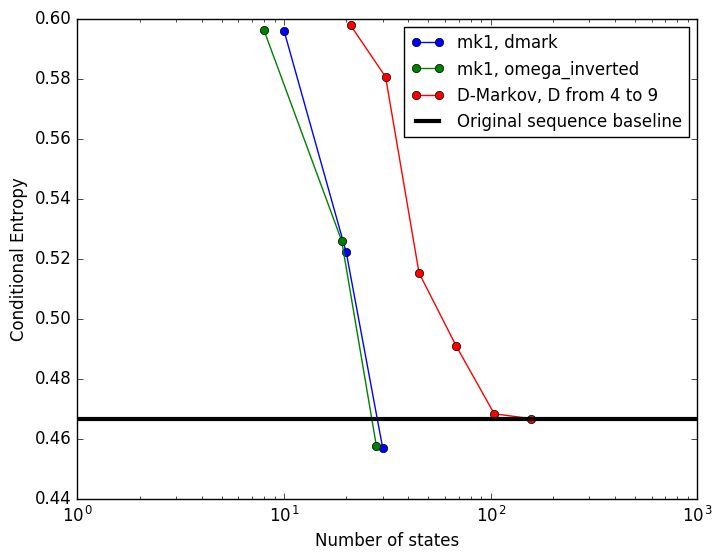 0.60
0.58
0.56
0.54
0.52
0.50
0.48
0.46
0.44
Conditional Entropy
mk1, dmark
mk1, omega_inverted
D-Markov, D from 4 to 9
Original sequence baseline
10^0 10^1 10^2 10^3
Number of states